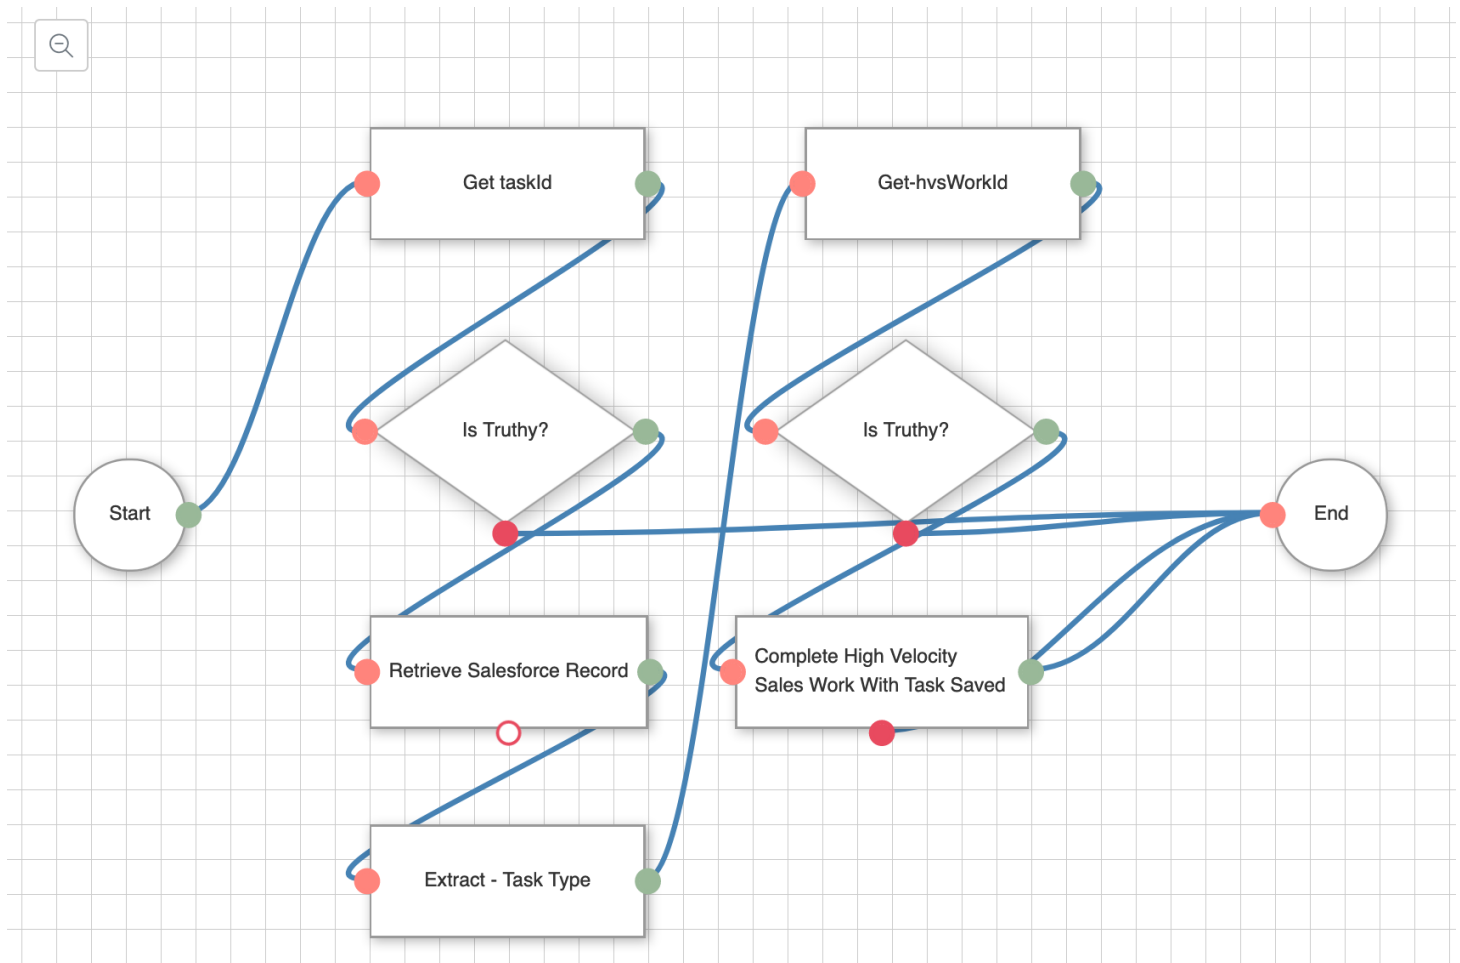 Get taskId
Get-hvsWorkId
Is Truthy?
Is Truthy?
Start
End
Retrieve Salesforce Record
Complete High Velocity
Sales Work With Task Saved
Extract - Task Type